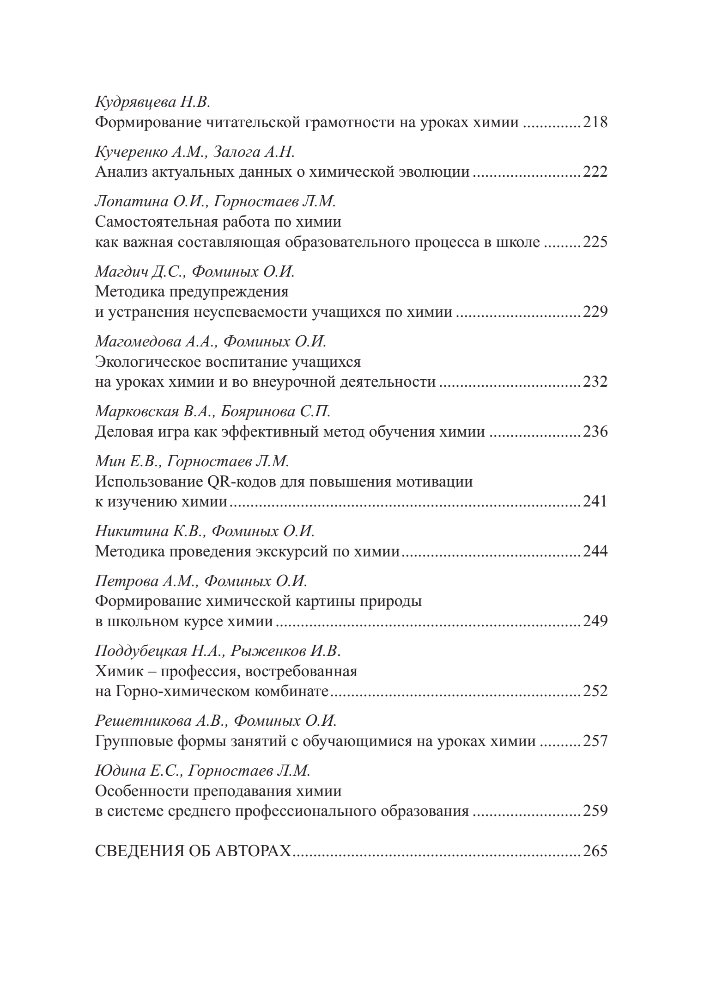 Кудрявцева Н.В.
Формирование читательской грамотности на уроках химии ..............218
Кучеренко А.М., Залога А.Н.
Анализ актуальных данных о химической эволюции ..........................222
Лопатина О.И., Горностаев Л.М.
Самостоятельная работа по химии
как важная составляющая образовательного процесса в школе .........225
Магдич Д.С., Фоминых О.И.
Методика предупреждения
и устранения неуспеваемости учащихся по химии ..............................229
Магомедова А.А., Фоминых О.И.
Экологическое воспитание учащихся
на уроках химии и во внеурочной деятельности ..................................232
Марковская В.А., Бояринова С.П.
Деловая игра как эффективный метод обучения химии ......................236
Мин Е.В., Горностаев Л.М.
Использование QR-кодов для повышения мотивации
к изучению химии .....................................................................................241
Никитина К.В., Фоминых О.И.
Методика проведения экскурсий по химии ...........................................244
Петрова А.М., Фоминых О.И.
Формирование химической картины природы
в школьном курсе химии ..........................................................................249
Поддубецкая Н.А., Рыженков И.В.
Химик – профессия, востребованная
на Горно-химическом комбинате.............................................................252
Решетникова А.В., Фоминых О.И.
Групповые формы занятий с обучающимися на уроках химии ..........257
Юдина Е.С., Горностаев Л.М.
Особенности преподавания химии
в системе среднего профессионального образования ..........................259
СВЕДЕНИЯ ОБ АВТОРАХ......................................................................265